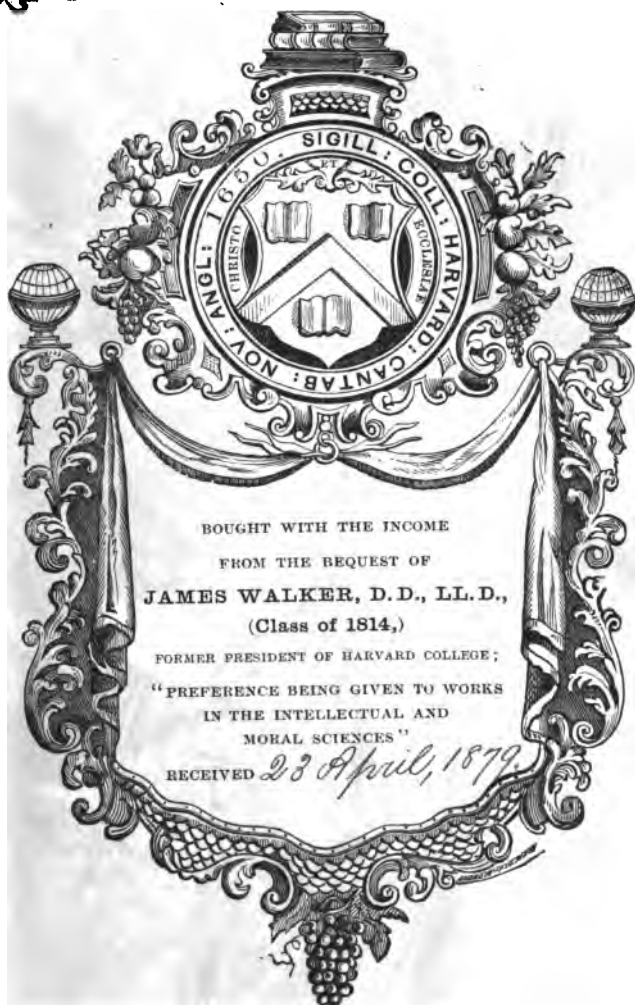 SIGILL: COLL: HARVARD: CANTAB: NOV: ANGL: 1650.
ET
CHRISTO
ECCLESIAE
BOUGHT WITH THE INCOME
FROM THE BEQUEST OF
JAMES WALKER, D.D., LL.D.,
(Class of 1814,)
FORMER PRESIDENT OF HARVARD COLLEGE;
"PREFERENCE BEING GIVEN TO WORKS
IN THE INTELLECTUAL AND
MORAL SCIENCES"
RECEIVED 23 April, 1879.